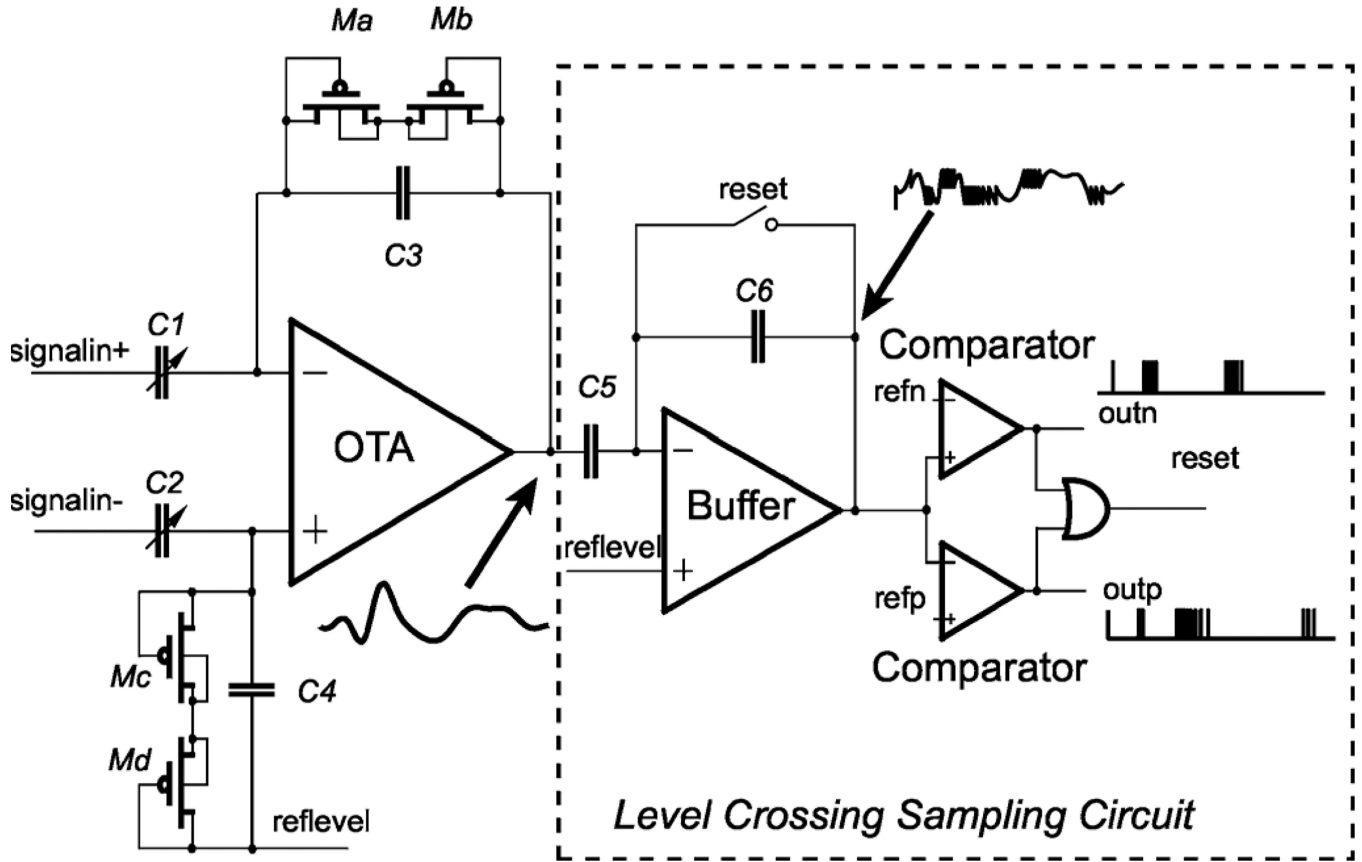 Ma Mb
C3
reset
C6
C1
signalin+
Comparator
C5
refn
outn
OTA
reset
C2
signalin-
Buffer
reflevel
refp
outp
Comparator
Mc
C4
Md
reflevel
Level Crossing Sampling Circuit